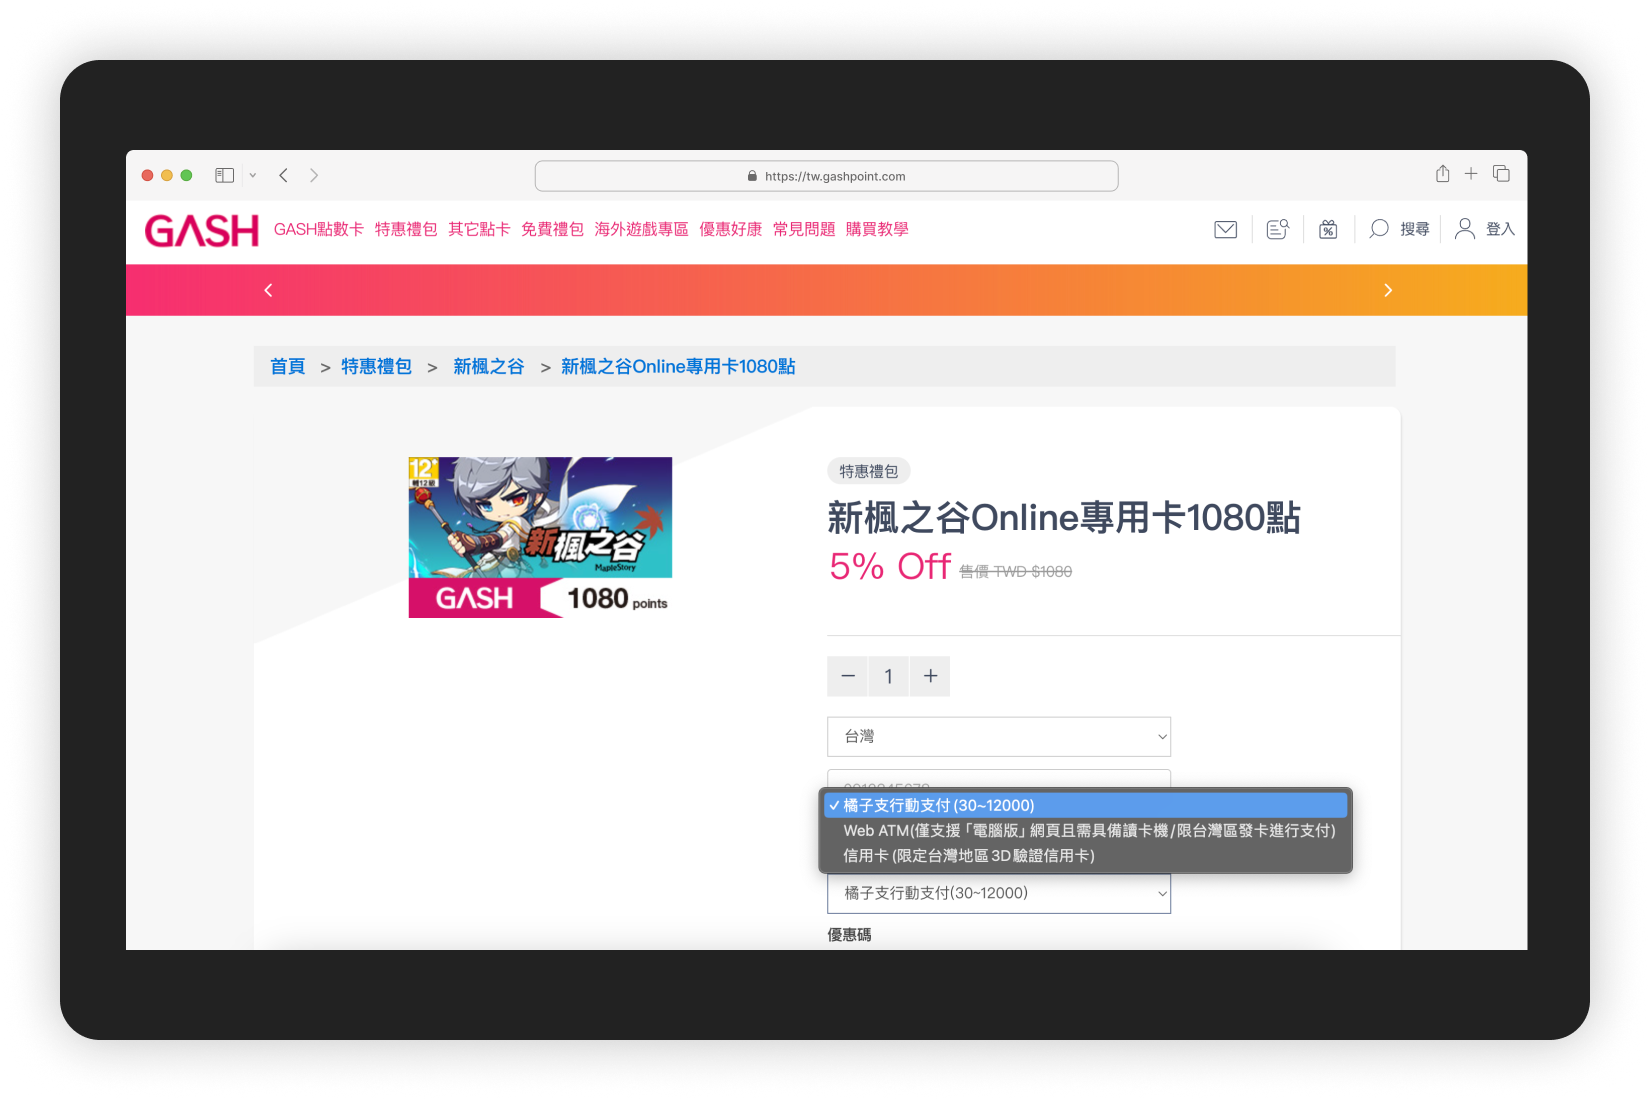 https://tw.gashpoint.com
GASH GASH點數卡 特惠禮包 其它點卡 免費禮包 海外遊戲專區 優惠好康 常見問題 購買教學 搜尋 登入
首頁 > 特惠禮包 > 新楓之谷 > 新楓之谷Online專用卡1080點
12+
新楓之谷
MapleStory
GASH 1080 points
特惠禮包
新楓之谷Online專用卡1080點
5% Off 售價 TWD $1080
− 1 +
台灣
✓ 橘子支行動支付 (30~12000)
Web ATM(僅支援「電腦版」網頁且需具備讀卡機/限台灣區發卡進行支付)
信用卡 (限定台灣地區3D驗證信用卡)
橘子支行動支付(30~12000)
優惠碼